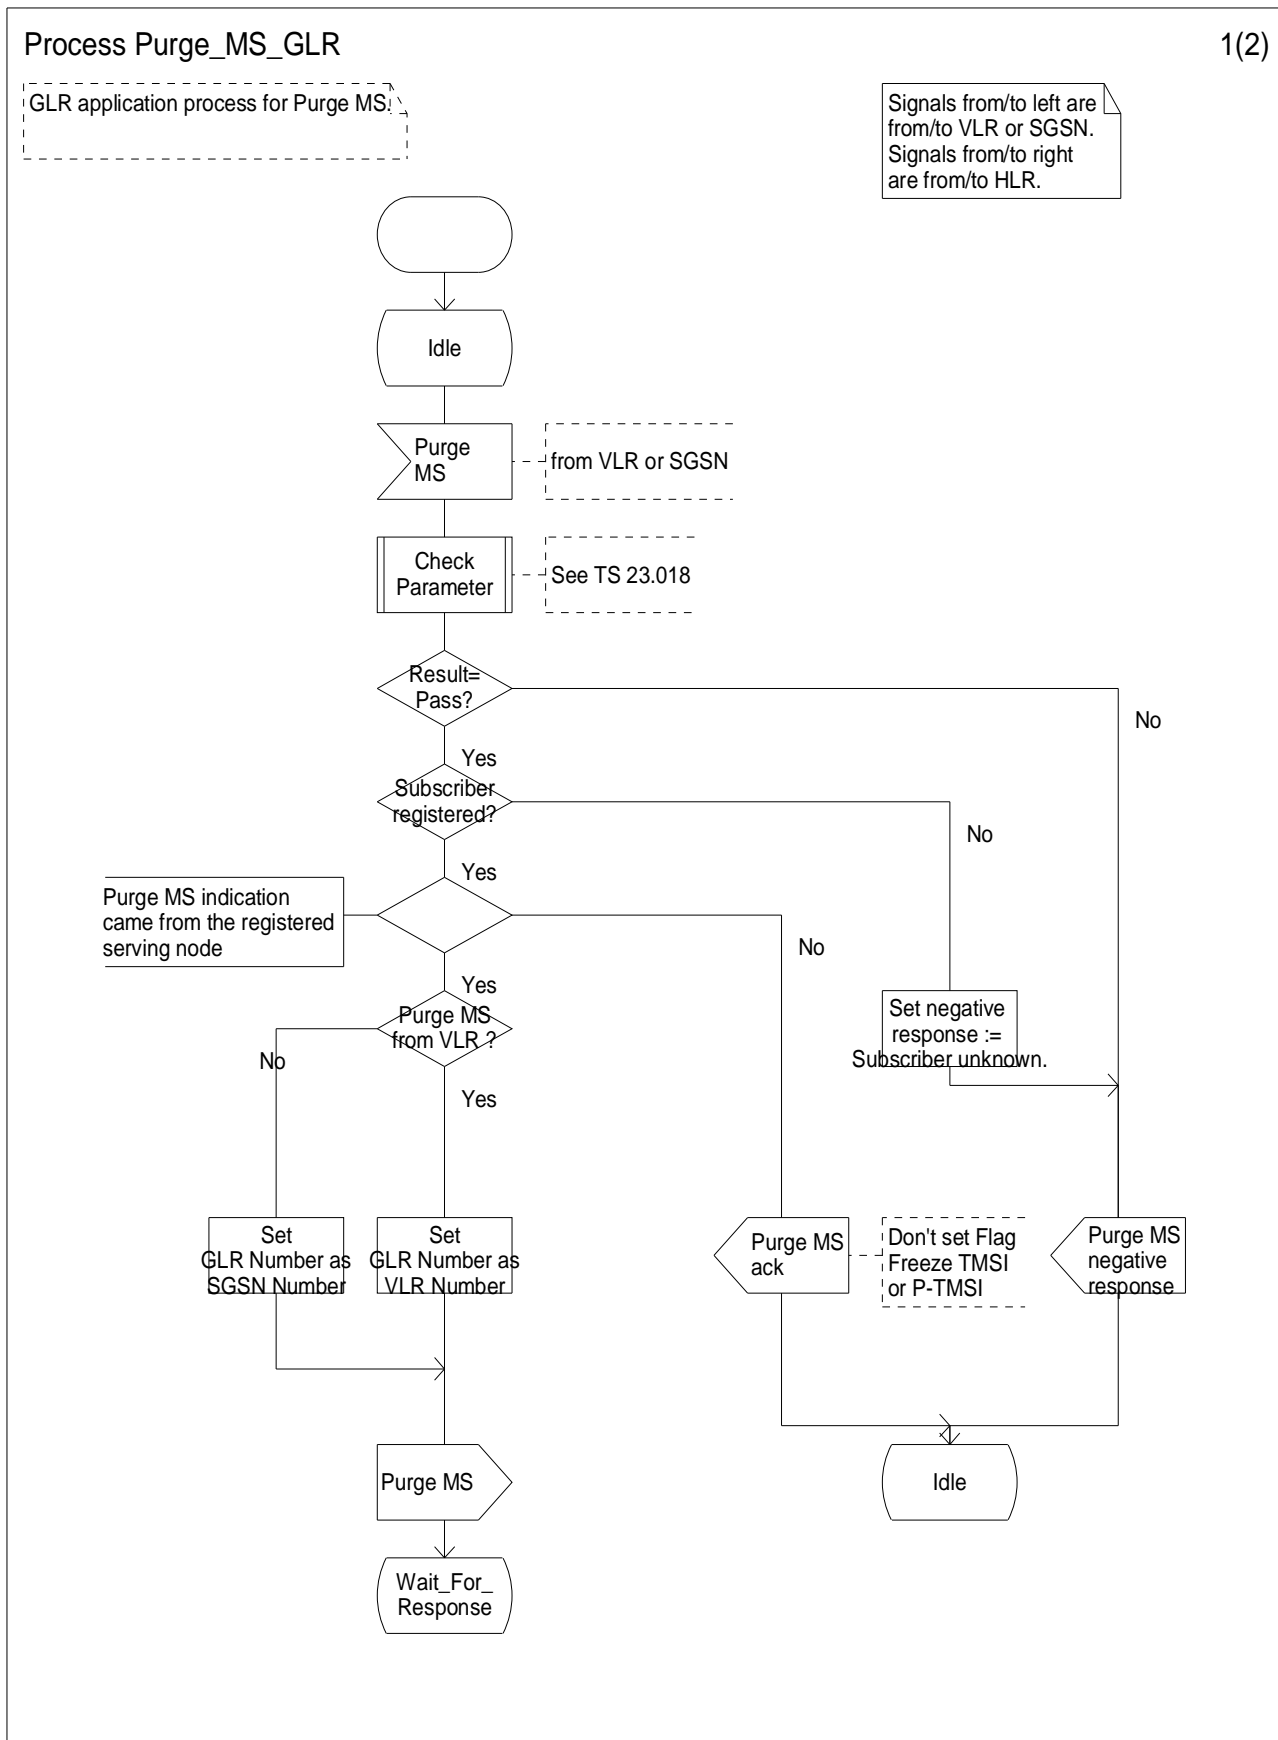 Process Purge_MS_GLR
1(2)
GLR application process for Purge MS.
Signals from/to left are
from/to VLR or SGSN.
Signals from/to right
are from/to HLR.
Idle
Purge
MS
from VLR or SGSN
Check
Parameter
See TS 23.018
Result=
Pass?
No
Yes
Subscriber
registered?
No
Yes
Purge MS indication
came from the registered
serving node
No
Yes
Purge MS
from VLR ?
No
Yes
Set negative
response :=
Subscriber unknown.
Set
GLR Number as
SGSN Number
Set
GLR Number as
VLR Number
Purge MS
ack
Don't set Flag
Freeze TMSI
or P-TMSI
Purge MS
negative
response
Purge MS
Idle
Wait_For_
Response